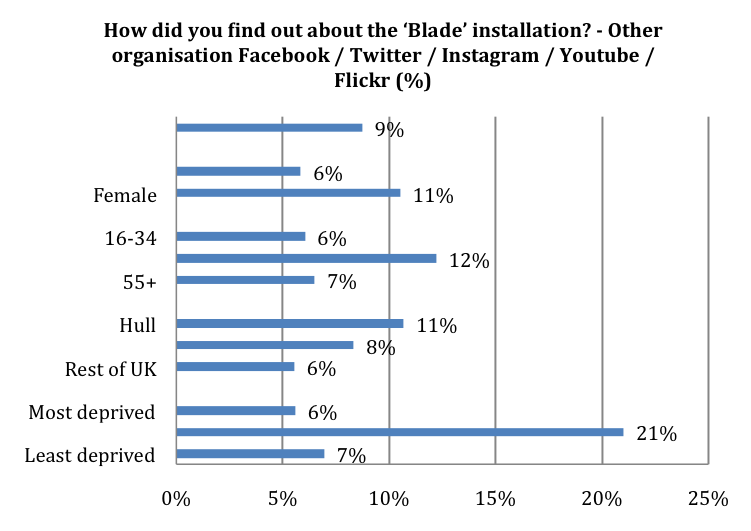 How did you find out about the ‘Blade’ installation? - Other
organisation Facebook / Twitter / Instagram / Youtube /
Flickr (%)
9%
6%
Female 11%
16-34 6%
12%
55+ 7%
Hull 11%
8%
Rest of UK 6%
Most deprived 6%
21%
Least deprived 7%
0% 5% 10% 15% 20% 25%